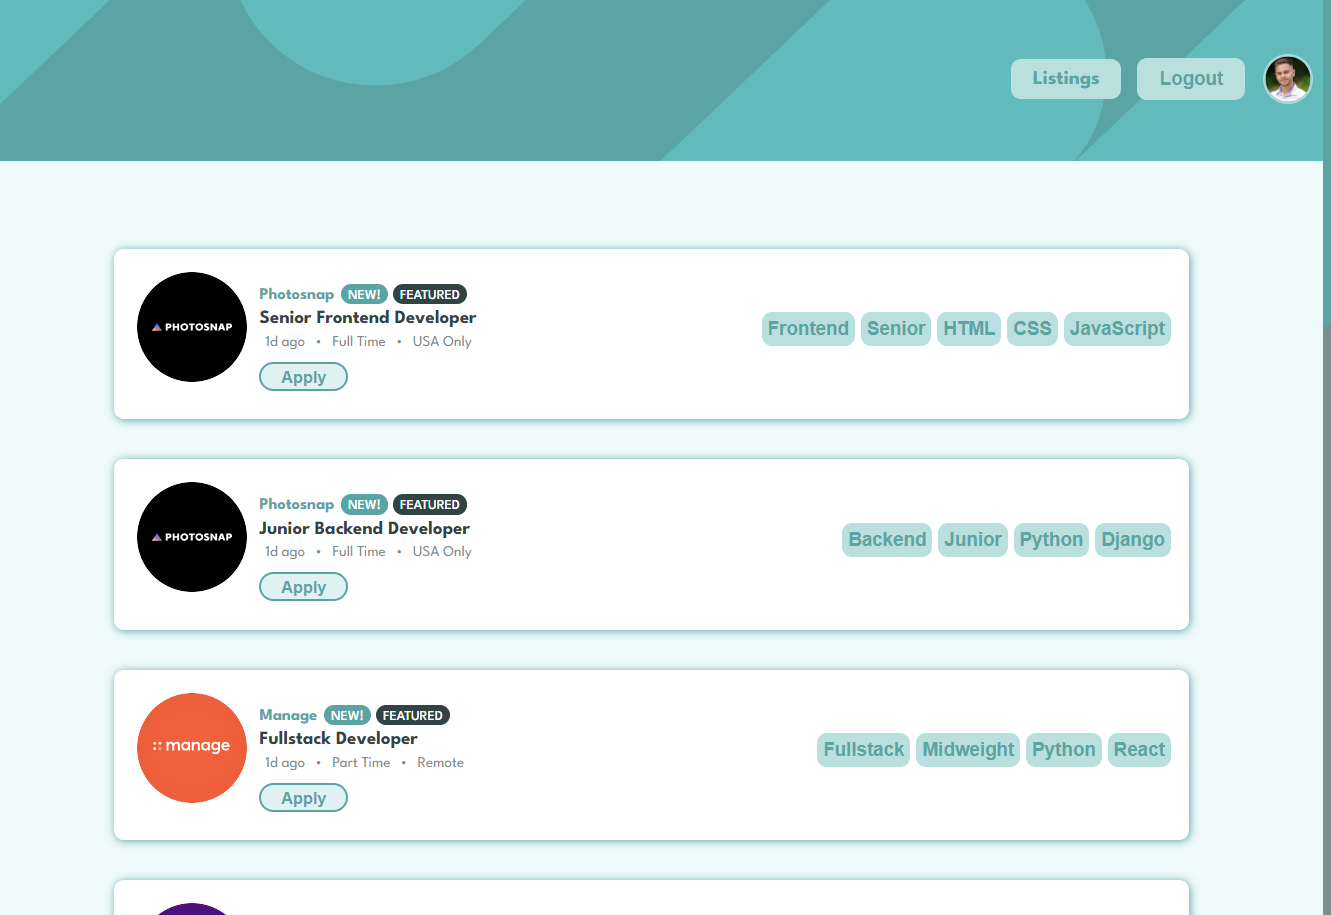 Listings Logout
PHOTOSNAP
Photosnap NEW! FEATURED
Senior Frontend Developer
1d ago • Full Time • USA Only
Apply
Frontend Senior HTML CSS JavaScript
PHOTOSNAP
Photosnap NEW! FEATURED
Junior Backend Developer
1d ago • Full Time • USA Only
Apply
Backend Junior Python Django
manage
Manage NEW! FEATURED
Fullstack Developer
1d ago • Part Time • Remote
Apply
Fullstack Midweight Python React